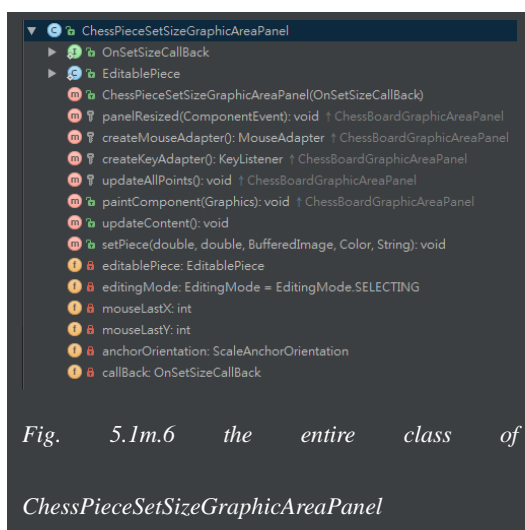 ChessPieceSetSizeGraphicAreaPanel
OnSetSizeCallBack
EditablePiece
ChessPieceSetSizeGraphicAreaPanel(OnSetSizeCallBack)
panelResized(ComponentEvent): void ↑ChessBoardGraphicAreaPanel
createMouseAdapter(): MouseAdapter ↑ChessBoardGraphicAreaPanel
createKeyAdapter(): KeyListener ↑ChessBoardGraphicAreaPanel
updateAllPoints(): void ↑ChessBoardGraphicAreaPanel
paintComponent(Graphics): void ↑ChessBoardGraphicAreaPanel
updateContent(): void
setPiece(double, double, BufferedImage, Color, String): void
editablePiece: EditablePiece
editingMode: EditingMode = EditingMode.SELECTING
mouseLastX: int
mouseLastY: int
anchorOrientation: ScaleAnchorOrientation
callBack: OnSetSizeCallBack
Fig. 5.1m.6 the entire class of
ChessPieceSetSizeGraphicAreaPanel